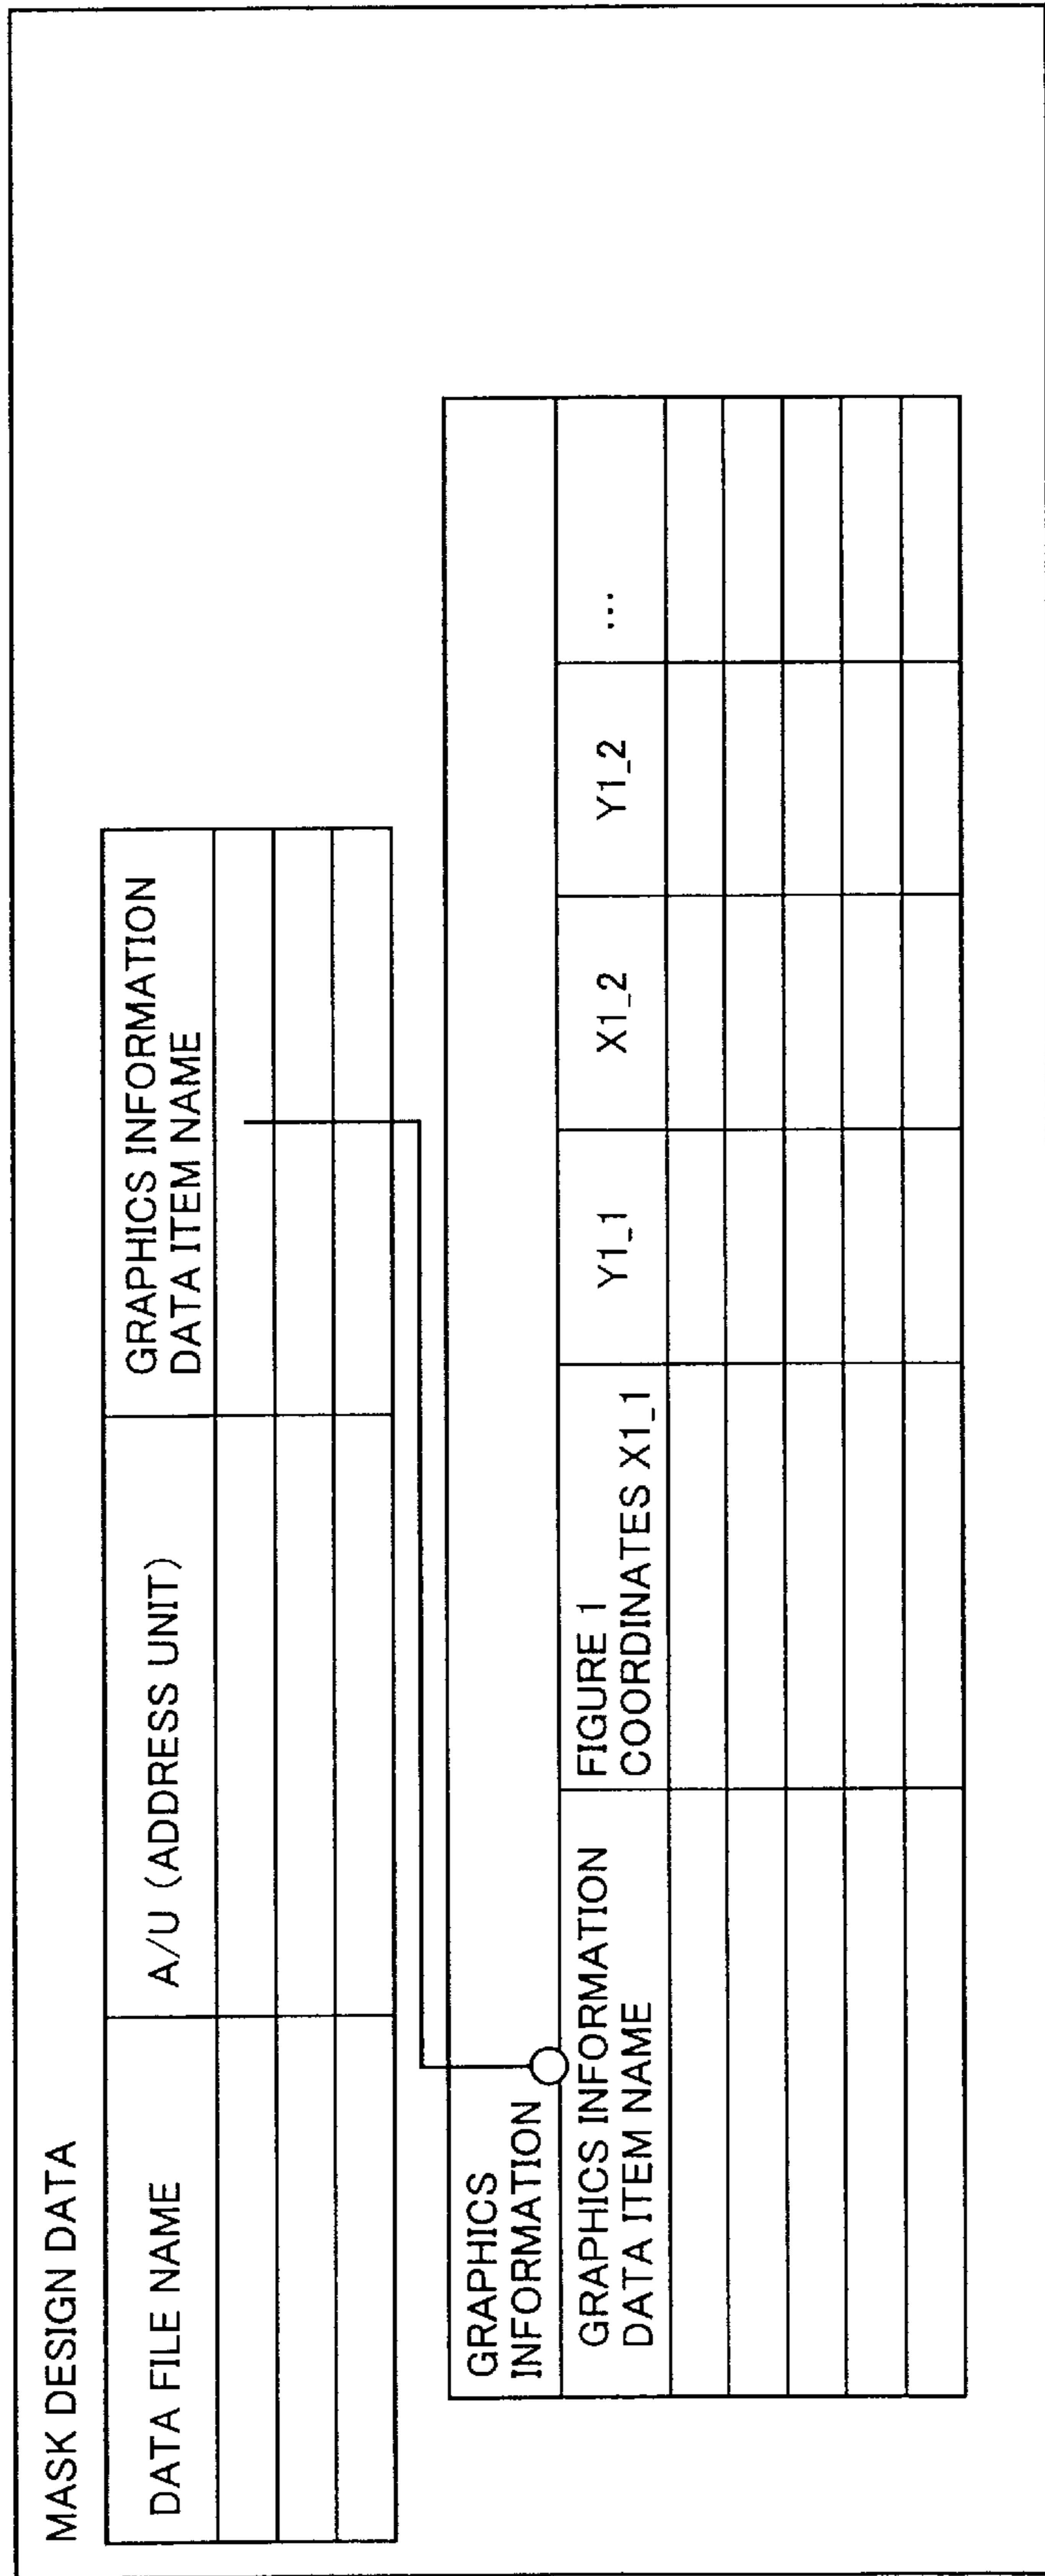 MASK DESIGN DATA
DATA FILE NAME
A/U (ADDRESS UNIT)
GRAPHICS INFORMATION
DATA ITEM NAME
GRAPHICS
INFORMATION
GRAPHICS INFORMATION
DATA ITEM NAME
FIGURE 1
COORDINATES X1_1
Y1_1
X1_2
Y1_2
...